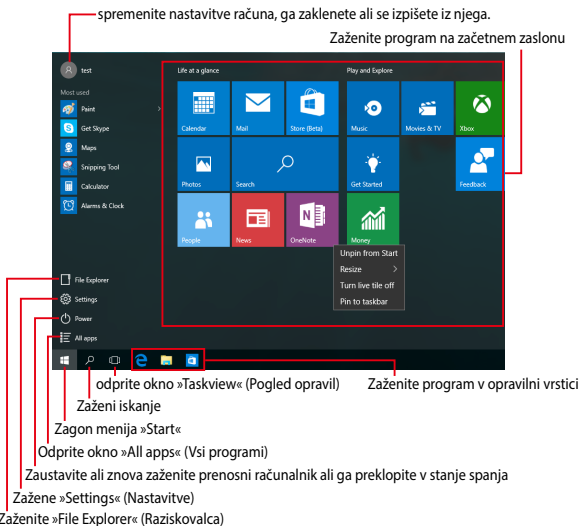 spremenite nastavitve računa, ga zaklenete ali se izpišete iz njega.
Zaženite program na začetnem zaslonu
test
Most used
Paint
Get Skype
Maps
Snipping Tool
Calculator
Alarms & Clock
File Explorer
Settings
Power
All apps
Life at a glance
Calendar
Mail
Store (Beta)
Photos
Search
People
News
OneNote
Play and Explore
Music
Movies & TV
Xbox
Get Started
Feedback
Money
Unpin from Start
Resize
Turn live tile off
Pin to taskbar
odprite okno »Taskview« (Pogled opravil)
Zaženite program v opravilni vrstici
Zaženi iskanje
Zagon menija »Start«
Odprite okno »All apps« (Vsi programi)
Zaustavite ali znova zaženite prenosni računalnik ali ga preklopite v stanje spanja
Zažene »Settings« (Nastavitve)
Zaženite »File Explorer« (Raziskovalca)